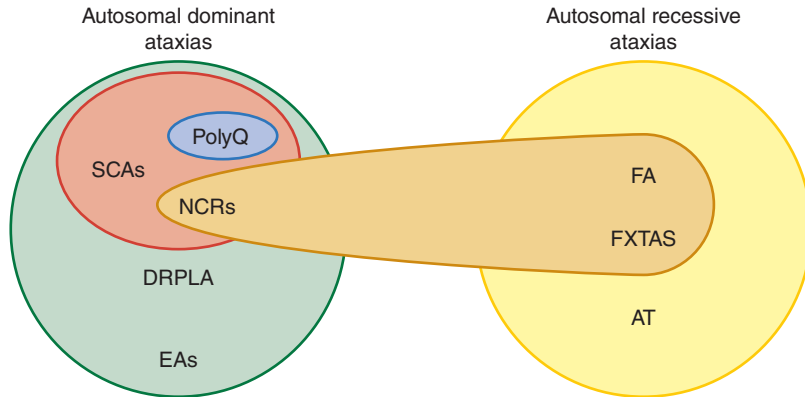 Autosomal dominant
ataxias
Autosomal recessive
ataxias
PolyQ
SCAs
NCRs
FA
FXTAS
DRPLA
AT
EAs